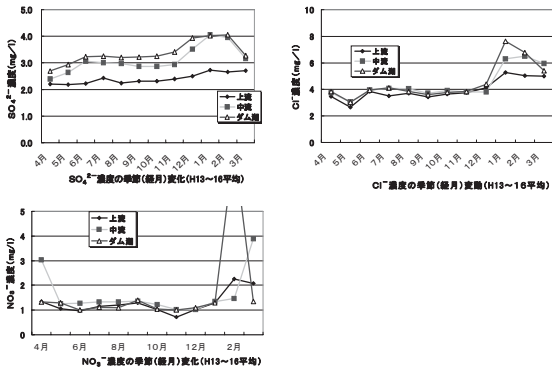 5.0
4.0
3.0
2.0
1.0
0.0
SO₄²⁻濃度(mg/l)
上流
中流
ダム湖
4月 5月 6月 7月 8月 9月 10月 11月 12月 1月 2月 3月
SO₄²⁻濃度の季節(経月)変化(H13~16平均)
10
8
6
4
2
0
Cl⁻濃度(mg/l)
上流
中流
ダム湖
4月 5月 6月 7月 8月 9月 10月 11月 12月 1月 2月 3月
Cl⁻濃度の季節(経月)変動(H13~16平均)
5
4
3
2
1
0
NO₃⁻濃度(mg/l)
上流
中流
ダム湖
4月 6月 8月 10月 12月 2月
NO₃⁻濃度の季節(経月)変化(H13~16平均)